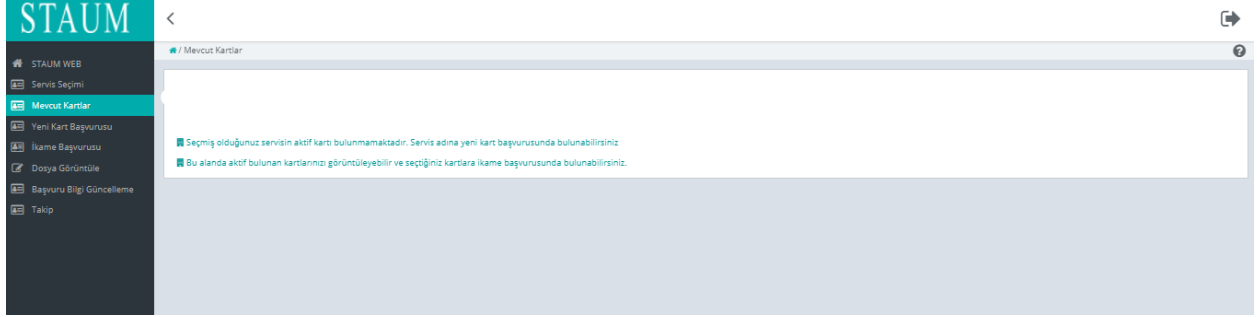 STAUM
/ Mevcut Kartlar
STAUM WEB
Servis Seçimi
Mevcut Kartlar
Yeni Kart Başvurusu
İkame Başvurusu
Dosya Görüntüle
Başvuru Bilgi Güncelleme
Takip
Seçmiş olduğunuz servisin aktif kartı bulunmamaktadır. Servis adına yeni kart başvurusunda bulunabilirsiniz
Bu alanda aktif bulunan kartlarınızı görüntüleyebilir ve seçtiğiniz kartlara ikame başvurusunda bulunabilirsiniz.